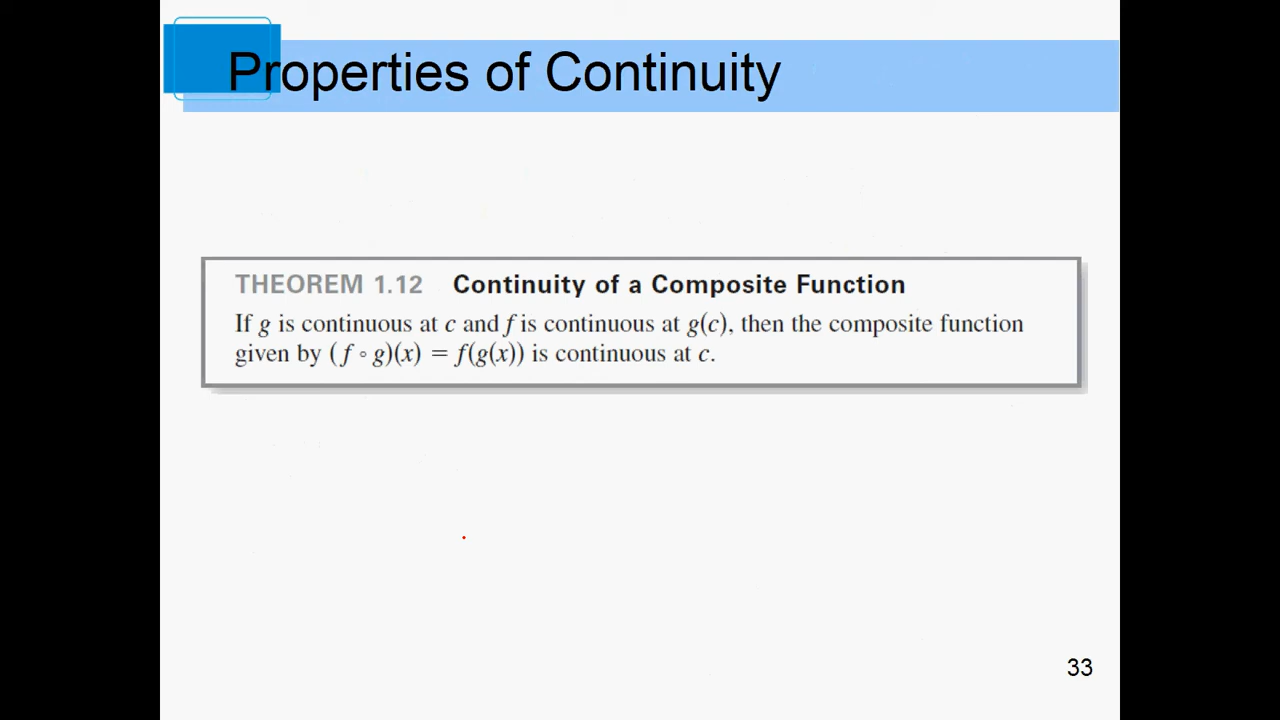 Properties of Continuity
THEOREM 1.12 Continuity of a Composite Function
If g is continuous at c and f is continuous at g(c), then the composite function
given by (f ∘ g)(x) = f(g(x)) is continuous at c.
33